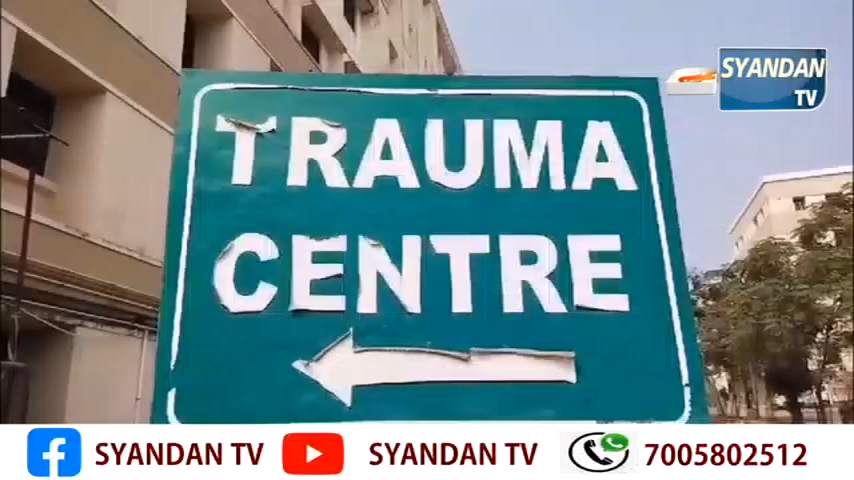 SYANDAN
TV
TRAUMA
CENTRE
SYANDAN TV SYANDAN TV 7005802512